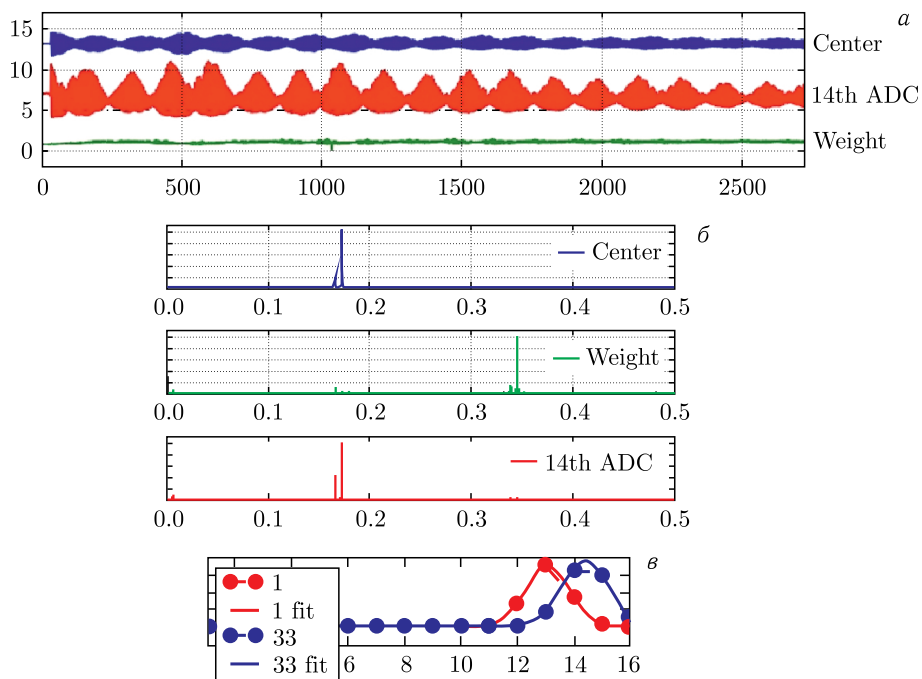 а
15
10
5
0
Center
14th ADC
Weight
0 500 1000 1500 2000 2500
б
Center
0.0 0.1 0.2 0.3 0.4 0.5
Weight
0.0 0.1 0.2 0.3 0.4 0.5
14th ADC
0.0 0.1 0.2 0.3 0.4 0.5
в
1
1 fit
33
33 fit
6 8 10 12 14 16